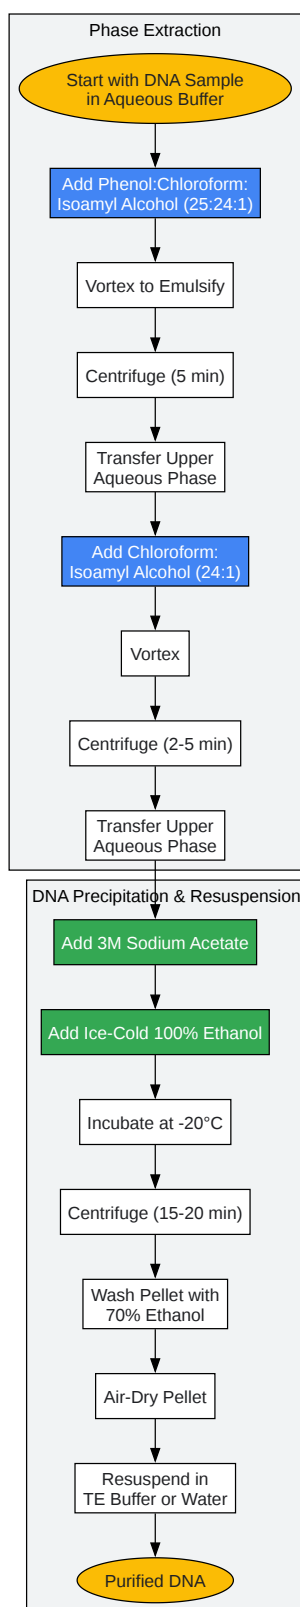 Phase Extraction
Start with DNA Sample
in Aqueous Buffer
Add Phenol:Chloroform:
Isoamyl Alcohol (25:24:1)
Vortex to Emulsify
Centrifuge (5 min)
Transfer Upper
Aqueous Phase
Add Chloroform:
Isoamyl Alcohol (24:1)
Vortex
Centrifuge (2-5 min)
Transfer Upper
Aqueous Phase
DNA Precipitation & Resuspension
Add 3M Sodium Acetate
Add Ice-Cold 100% Ethanol
Incubate at -20°C
Centrifuge (15-20 min)
Wash Pellet with
70% Ethanol
Air-Dry Pellet
Resuspend in
TE Buffer or Water
Purified DNA